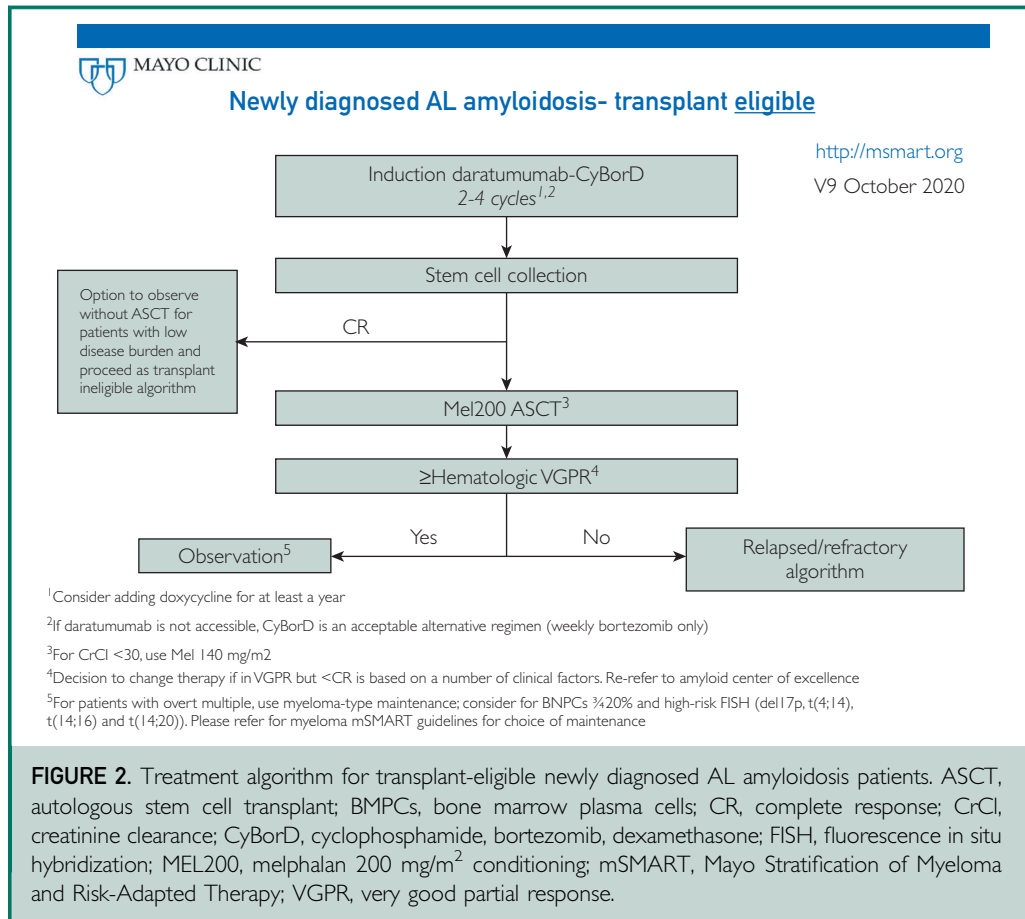 MAYO CLINIC
Newly diagnosed AL amyloidosis- transplant eligible
http://msmart.org
V9 October 2020
Induction daratumumab-CyBorD
2-4 cycles1,2
Stem cell collection
Option to observe
without ASCT for
patients with low
disease burden and
proceed as transplant
ineligible algorithm
CR
Mel200 ASCT3
≥Hematologic VGPR4
Yes
No
Observation5
Relapsed/refractory
algorithm
1Consider adding doxycycline for at least a year
2If daratumumab is not accessible, CyBorD is an acceptable alternative regimen (weekly bortezomib only)
3For CrCl <30, use Mel 140 mg/m2
4Decision to change therapy if in VGPR but <CR is based on a number of clinical factors. Re-refer to amyloid center of excellence
5For patients with overt multiple, use myeloma-type maintenance; consider for BNPCs ¾20% and high-risk FISH (del17p, t(4;14),
t(14;16) and t(14;20)). Please refer for myeloma mSMART guidelines for choice of maintenance
FIGURE 2. Treatment algorithm for transplant-eligible newly diagnosed AL amyloidosis patients. ASCT,
autologous stem cell transplant; BMPCs, bone marrow plasma cells; CR, complete response; CrCl,
creatinine clearance; CyBorD, cyclophosphamide, bortezomib, dexamethasone; FISH, fluorescence in situ
hybridization; MEL200, melphalan 200 mg/m2 conditioning; mSMART, Mayo Stratification of Myeloma
and Risk-Adapted Therapy; VGPR, very good partial response.